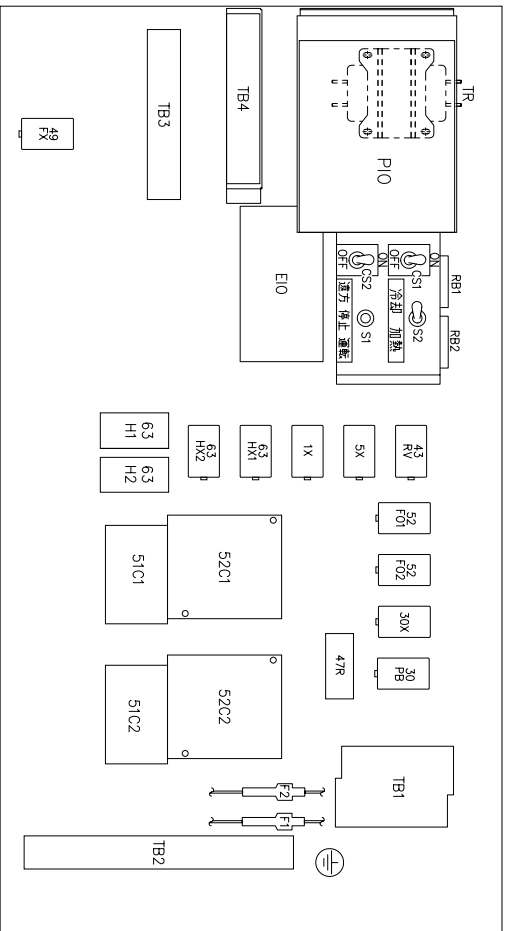 TR
PIO
TB4
TB3
49
FX
EIO
ON
OFF
CS1
ON
OFF
CS2
RB1
RB2
S2
冷却 加熱
S1
遠方 停止 運転
43
RV
5X
1X
63
HX1
63
HX2
63
H1
63
H2
52
FO1
52
FO2
30X
30
PB
47R
52C1
51C1
52C2
51C2
TB1
F2
F1
TB2